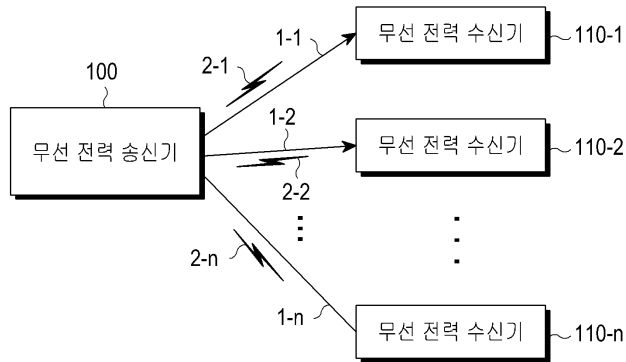 1-1
무선 전력 수신기
110-1
2-1
100
무선 전력 송신기
1-2
무선 전력 수신기
110-2
2-2
2-n
1-n
무선 전력 수신기
110-n